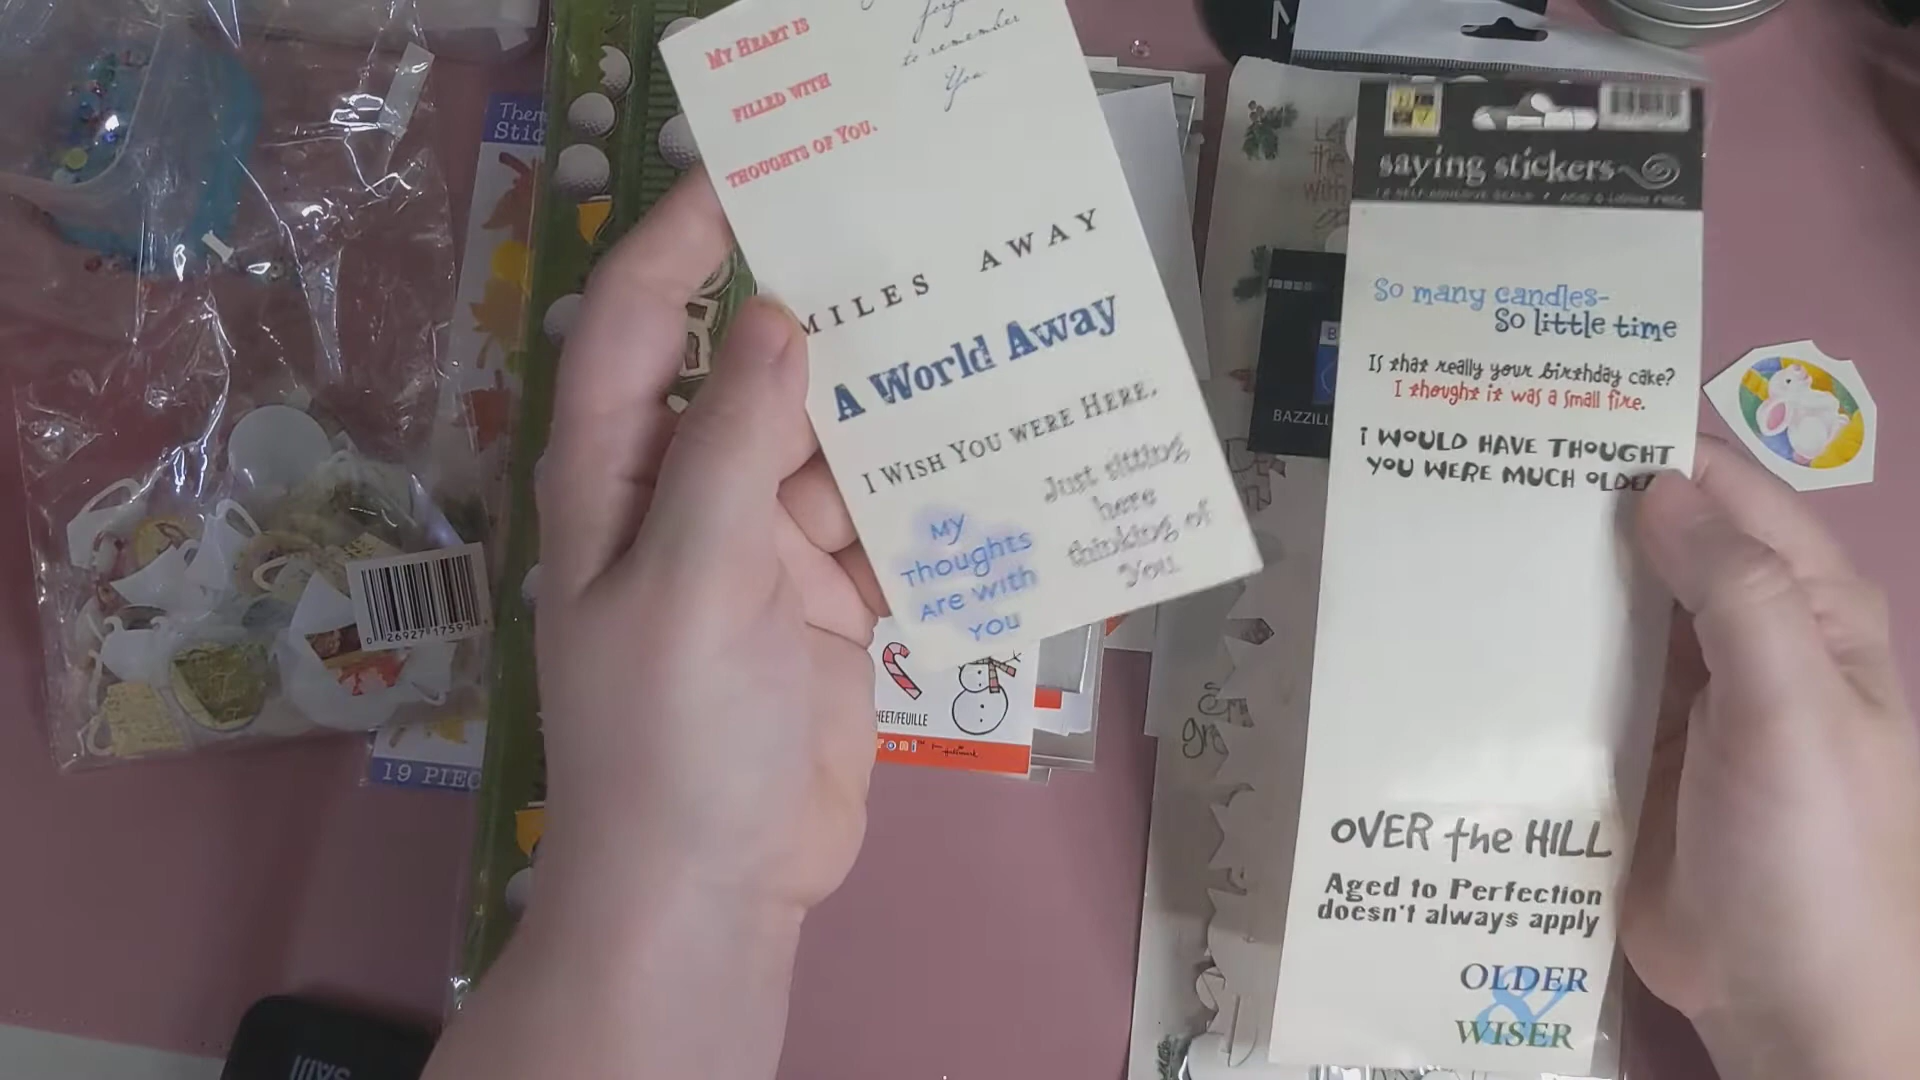 MY HEART IS
FILLED WITH
THOUGHTS OF YOU.
to remember
You
MILES AWAY
A World Away
I WISH YOU WERE HERE.
My
Thoughts
Are with
you
Just sitting
here
thinking of
You
saying stickers
So many candles-
So little time
Is that really your birthday cake?
I thought it was a small fire.
I WOULD HAVE THOUGHT
YOU WERE MUCH OLDER
OVER the HILL
Aged to Perfection
doesn't always apply
OLDER
&
WISER
BAZZILL
19 PIEC
HEET/FEUILLE